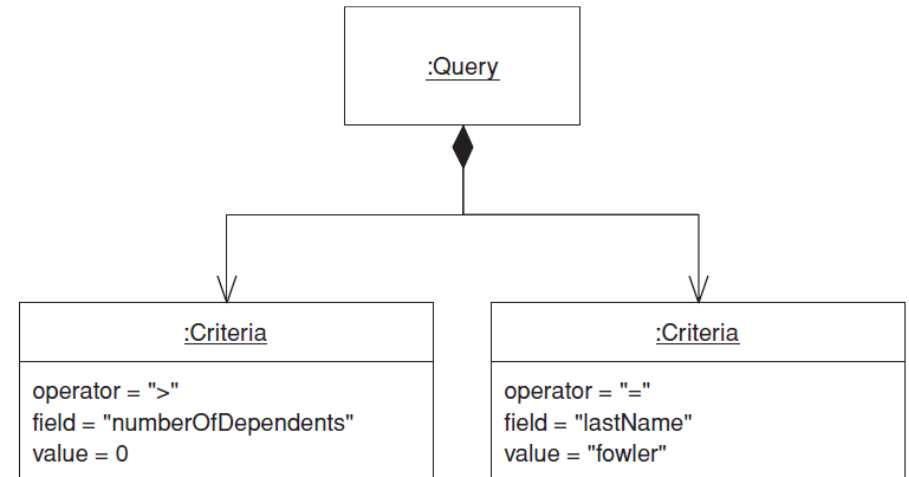 :Query
:Criteria
operator = ">"
field = "numberOfDependents"
value = 0
:Criteria
operator = "="
field = "lastName"
value = "fowler"